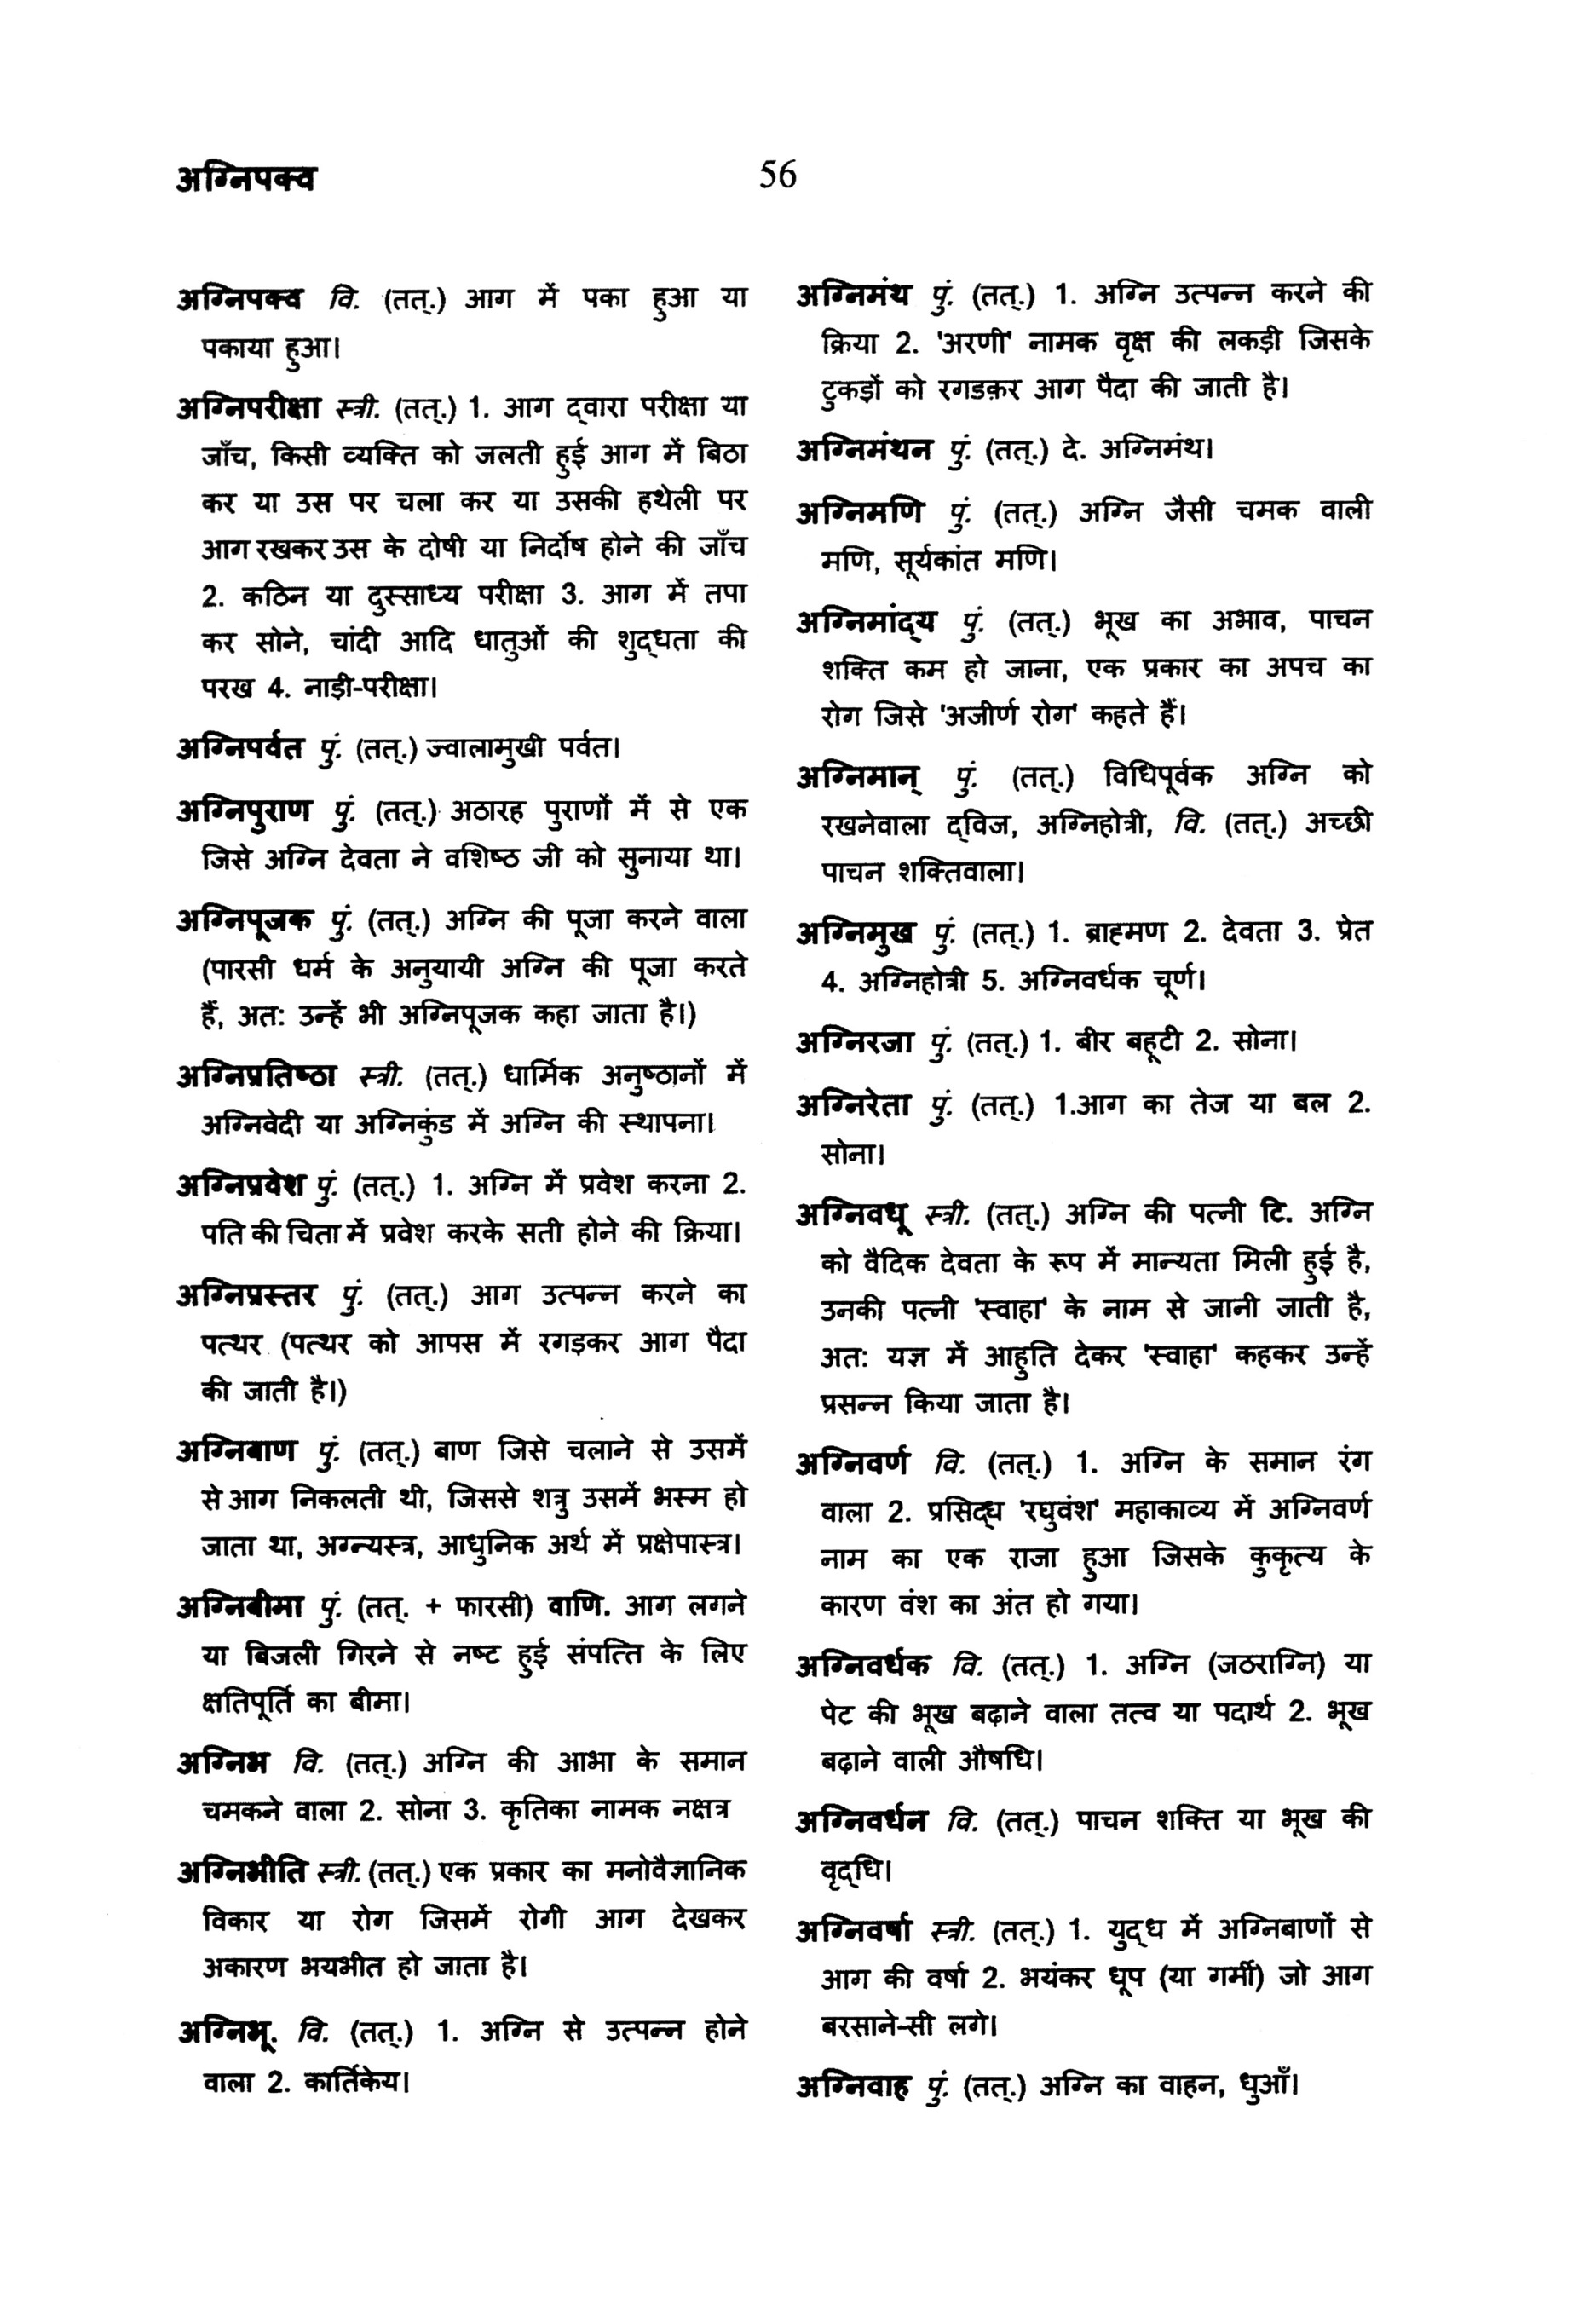 अग्निपक्व
56
अग्निपक्व वि. (तत्.) आग में पका हुआ या
पकाया हुआ।
अग्निपरीक्षा स्त्री. (तत्.) 1. आग द्‌वारा परीक्षा या
जाँच, किसी व्यक्ति को जलती हुई आग में बिठा
कर या उस पर चला कर या उसकी हथेली पर
आग रखकर उस के दोषी या निर्दोष होने की जाँच
2. कठिन या दुस्साध्य परीक्षा 3. आग में तपा
कर सोने, चांदी आदि धातुओं की शुद्‌धता की
परख 4. नाड़ी-परीक्षा।
अग्निपर्वत पुं. (तत्.) ज्वालामुखी पर्वत।
अग्निपुराण पुं. (तत्.) अठारह पुराणों में से एक
जिसे अग्नि देवता ने वशिष्ठ जी को सुनाया था।
अग्निपूजक पुं. (तत्.) अग्नि की पूजा करने वाला
(पारसी धर्म के अनुयायी अग्नि की पूजा करते
हैं, अत: उन्हें भी अग्निपूजक कहा जाता है।)
अग्निप्रतिष्ठा स्त्री. (तत्.) धार्मिक अनुष्ठानों में
अग्निवेदी या अग्निकुंड में अग्नि की स्थापना।
अग्निप्रवेश पुं. (तत्.) 1. अग्नि में प्रवेश करना 2.
पति की चिता में प्रवेश करके सती होने की क्रिया।
अग्निप्रस्तर पुं. (तत्.) आग उत्पन्न करने का
पत्थर (पत्थर को आपस में रगड़कर आग पैदा
की जाती है।)
अग्निबाण पुं. (तत्.) बाण जिसे चलाने से उसमें
से आग निकलती थी, जिससे शत्रु उसमें भस्म हो
जाता था, अग्न्यस्त्र, आधुनिक अर्थ में प्रक्षेपास्त्र।
अग्निबीमा पुं. (तत्. + फारसी) वाणि. आग लगने
या बिजली गिरने से नष्ट हुई संपत्ति के लिए
क्षतिपूर्ति का बीमा।
अग्निभ वि. (तत्.) अग्नि की आभा के समान
चमकने वाला 2. सोना 3. कृतिका नामक नक्षत्र
अग्निभीति स्त्री. (तत्.) एक प्रकार का मनोवैज्ञानिक
विकार या रोग जिसमें रोगी आग देखकर
अकारण भयभीत हो जाता है।
अग्निभू. वि. (तत्.) 1. अग्नि से उत्पन्न होने
वाला 2. कार्तिकेय।
अग्निमंथ पुं. (तत्.) 1. अग्नि उत्पन्न करने की
क्रिया 2. 'अरणी' नामक वृक्ष की लकड़ी जिसके
टुकड़ों को रगडक़र आग पैदा की जाती है।
अग्निमंथन पुं. (तत्.) दे. अग्निमंथ।
अग्निमणि पुं. (तत्.) अग्नि जैसी चमक वाली
मणि, सूर्यकांत मणि।
अग्निमांद्‌य पुं. (तत्.) भूख का अभाव, पाचन
शक्ति कम हो जाना, एक प्रकार का अपच का
रोग जिसे 'अजीर्ण रोग' कहते हैं।
अग्निमान् पुं. (तत्.) विधिपूर्वक अग्नि को
रखनेवाला द्‌विज, अग्निहोत्री, वि. (तत्.) अच्छी
पाचन शक्तिवाला।
अग्निमुख पुं. (तत्.) 1. ब्राह्मण 2. देवता 3. प्रेत
4. अग्निहोत्री 5. अग्निवर्धक चूर्ण।
अग्निरजा पुं. (तत्.) 1. बीर बहूटी 2. सोना।
अग्निरेता पुं. (तत्.) 1.आग का तेज या बल 2.
सोना।
अग्निवधू स्त्री. (तत्.) अग्नि की पत्नी टि. अग्नि
को वैदिक देवता के रूप में मान्यता मिली हुई है,
उनकी पत्नी 'स्वाहा' के नाम से जानी जाती है,
अत: यज्ञ में आहुति देकर 'स्वाहा' कहकर उन्हें
प्रसन्न किया जाता है।
अग्निवर्ण वि. (तत्.) 1. अग्नि के समान रंग
वाला 2. प्रसिद्‌ध 'रघुवंश' महाकाव्य में अग्निवर्ण
नाम का एक राजा हुआ जिसके कुकृत्य के
कारण वंश का अंत हो गया।
अग्निवर्धक वि. (तत्.) 1. अग्नि (जठराग्नि) या
पेट की भूख बढ़ाने वाला तत्व या पदार्थ 2. भूख
बढ़ाने वाली औषधि।
अग्निवर्धन वि. (तत्.) पाचन शक्ति या भूख की
वृद्‌धि।
अग्निवर्षा स्त्री. (तत्.) 1. युद्‌ध में अग्निबाणों से
आग की वर्षा 2. भयंकर धूप (या गर्मी) जो आग
बरसाने-सी लगे।
अग्निवाह पुं. (तत्.) अग्नि का वाहन, धुआँ।